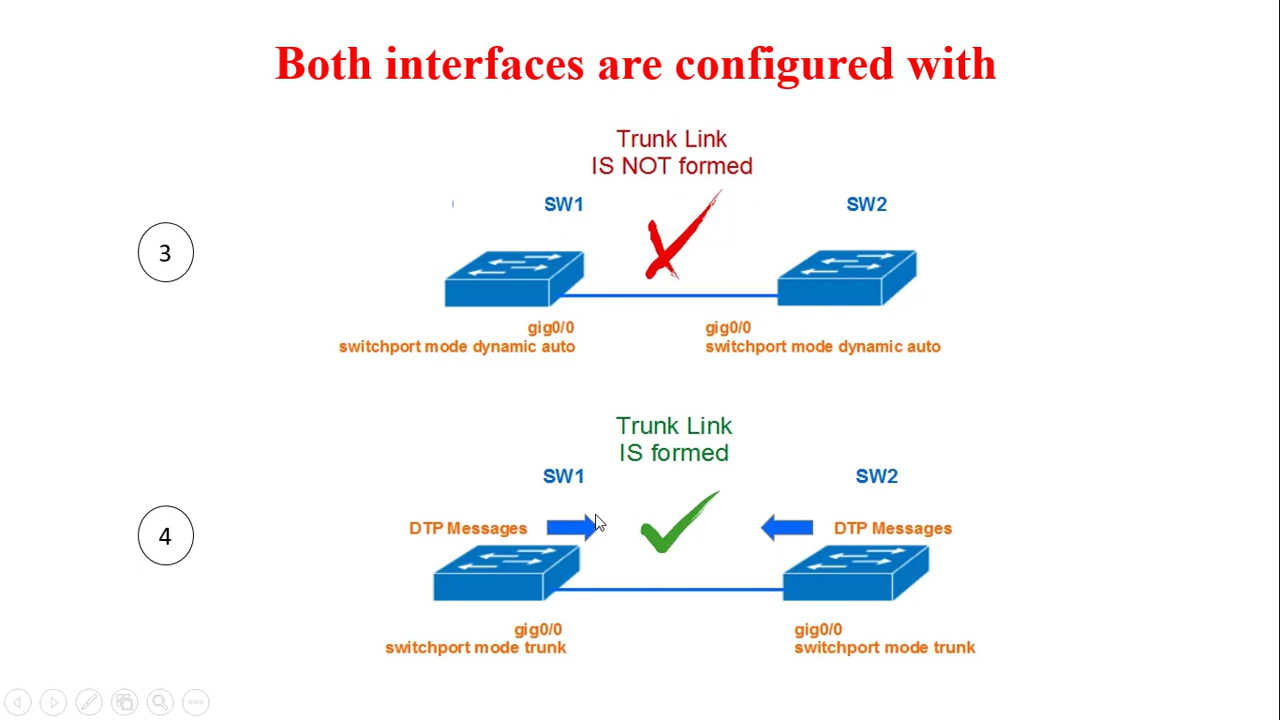 Both interfaces are configured with
Trunk Link
IS NOT formed
SW1
SW2
3
gig0/0
gig0/0
switchport mode dynamic auto
switchport mode dynamic auto
Trunk Link
IS formed
SW1
SW2
DTP Messages
DTP Messages
4
gig0/0
gig0/0
switchport mode trunk
switchport mode trunk